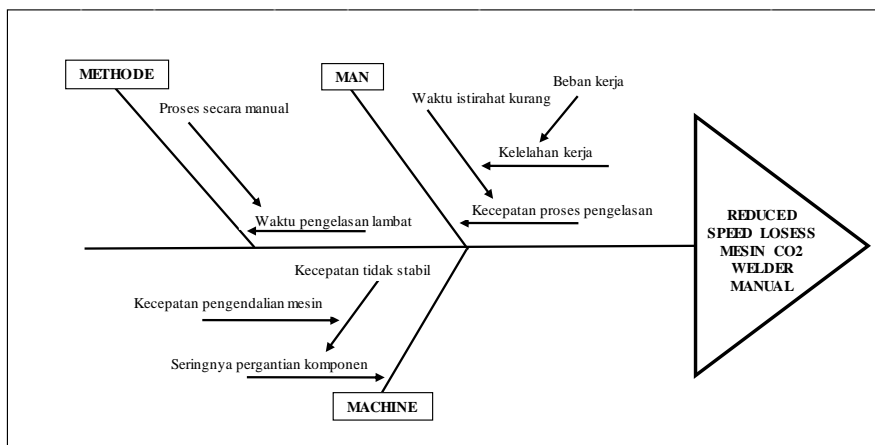 METHODE
MAN
Beban kerja
Waktu istirahat kurang
Proses secara manual
Kelelahan kerja
Kecepatan proses pengelasan
Waktu pengelasan lambat
REDUCED
SPEED LOSESS
MESIN CO2
WELDER
MANUAL
Kecepatan tidak stabil
Kecepatan pengendalian mesin
Seringnya pergantian komponen
MACHINE